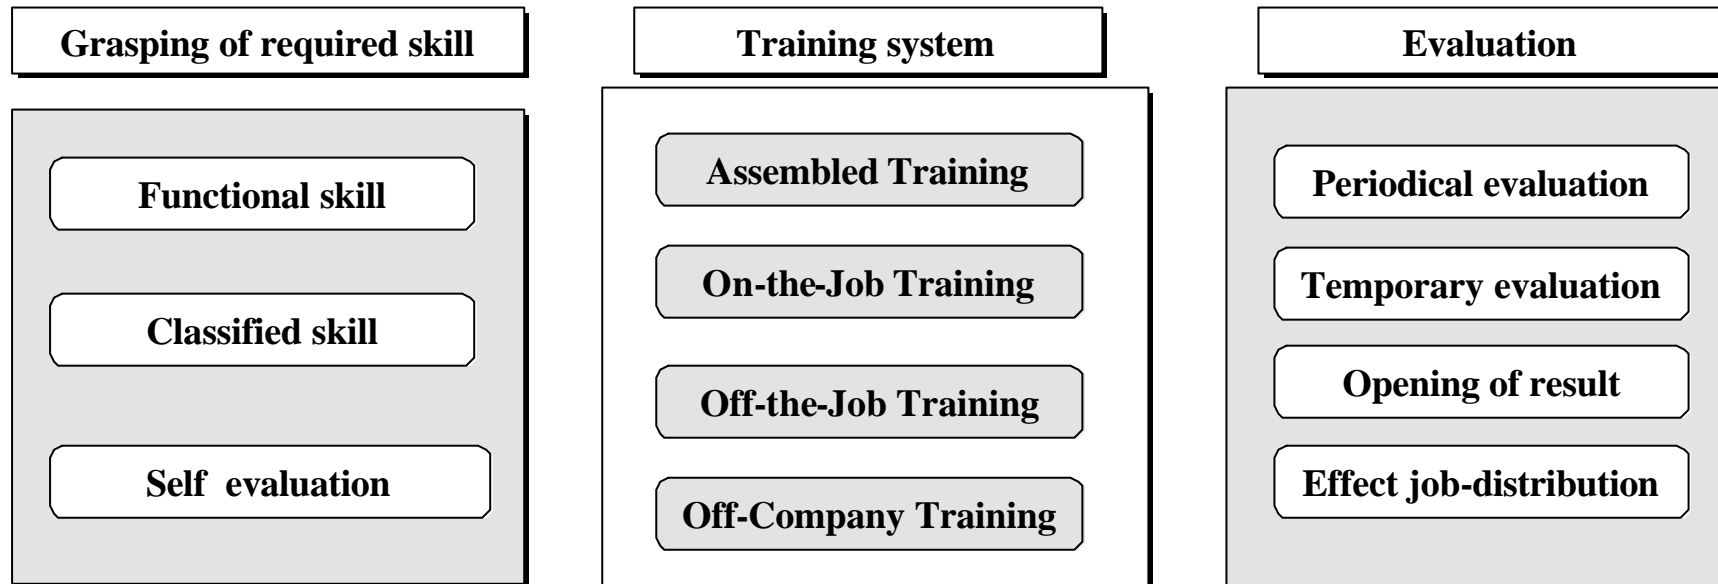 Grasping of required skill
Functional skill
Classified skill
Self evaluation
Training system
Assembled Training
On-the-Job Training
Off-the-Job Training
Off-Company Training
Evaluation
Periodical evaluation
Temporary evaluation
Opening of result
Effect job-distribution